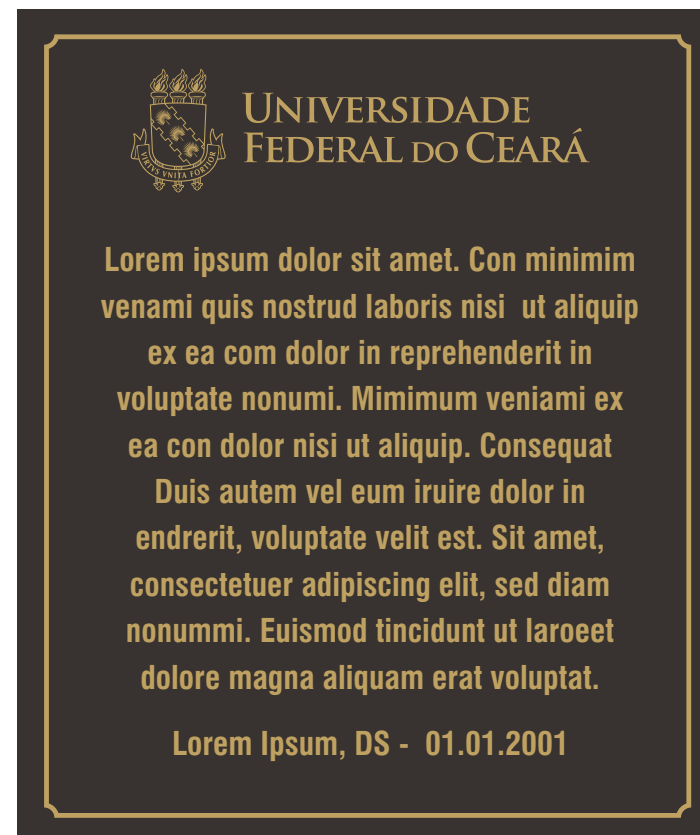 VIRTVS VNITA FORTIOR
UNIVERSIDADE
FEDERAL DO CEARÁ
Lorem ipsum dolor sit amet. Con minimim
venami quis nostrud laboris nisi  ut aliquip
ex ea com dolor in reprehenderit in
voluptate nonumi. Mimimum veniami ex
ea con dolor nisi ut aliquip. Consequat
Duis autem vel eum iruire dolor in
endrerit, voluptate velit est. Sit amet,
consectetuer adipiscing elit, sed diam
nonummi. Euismod tincidunt ut laroeet
dolore magna aliquam erat voluptat.
Lorem Ipsum, DS -  01.01.2001